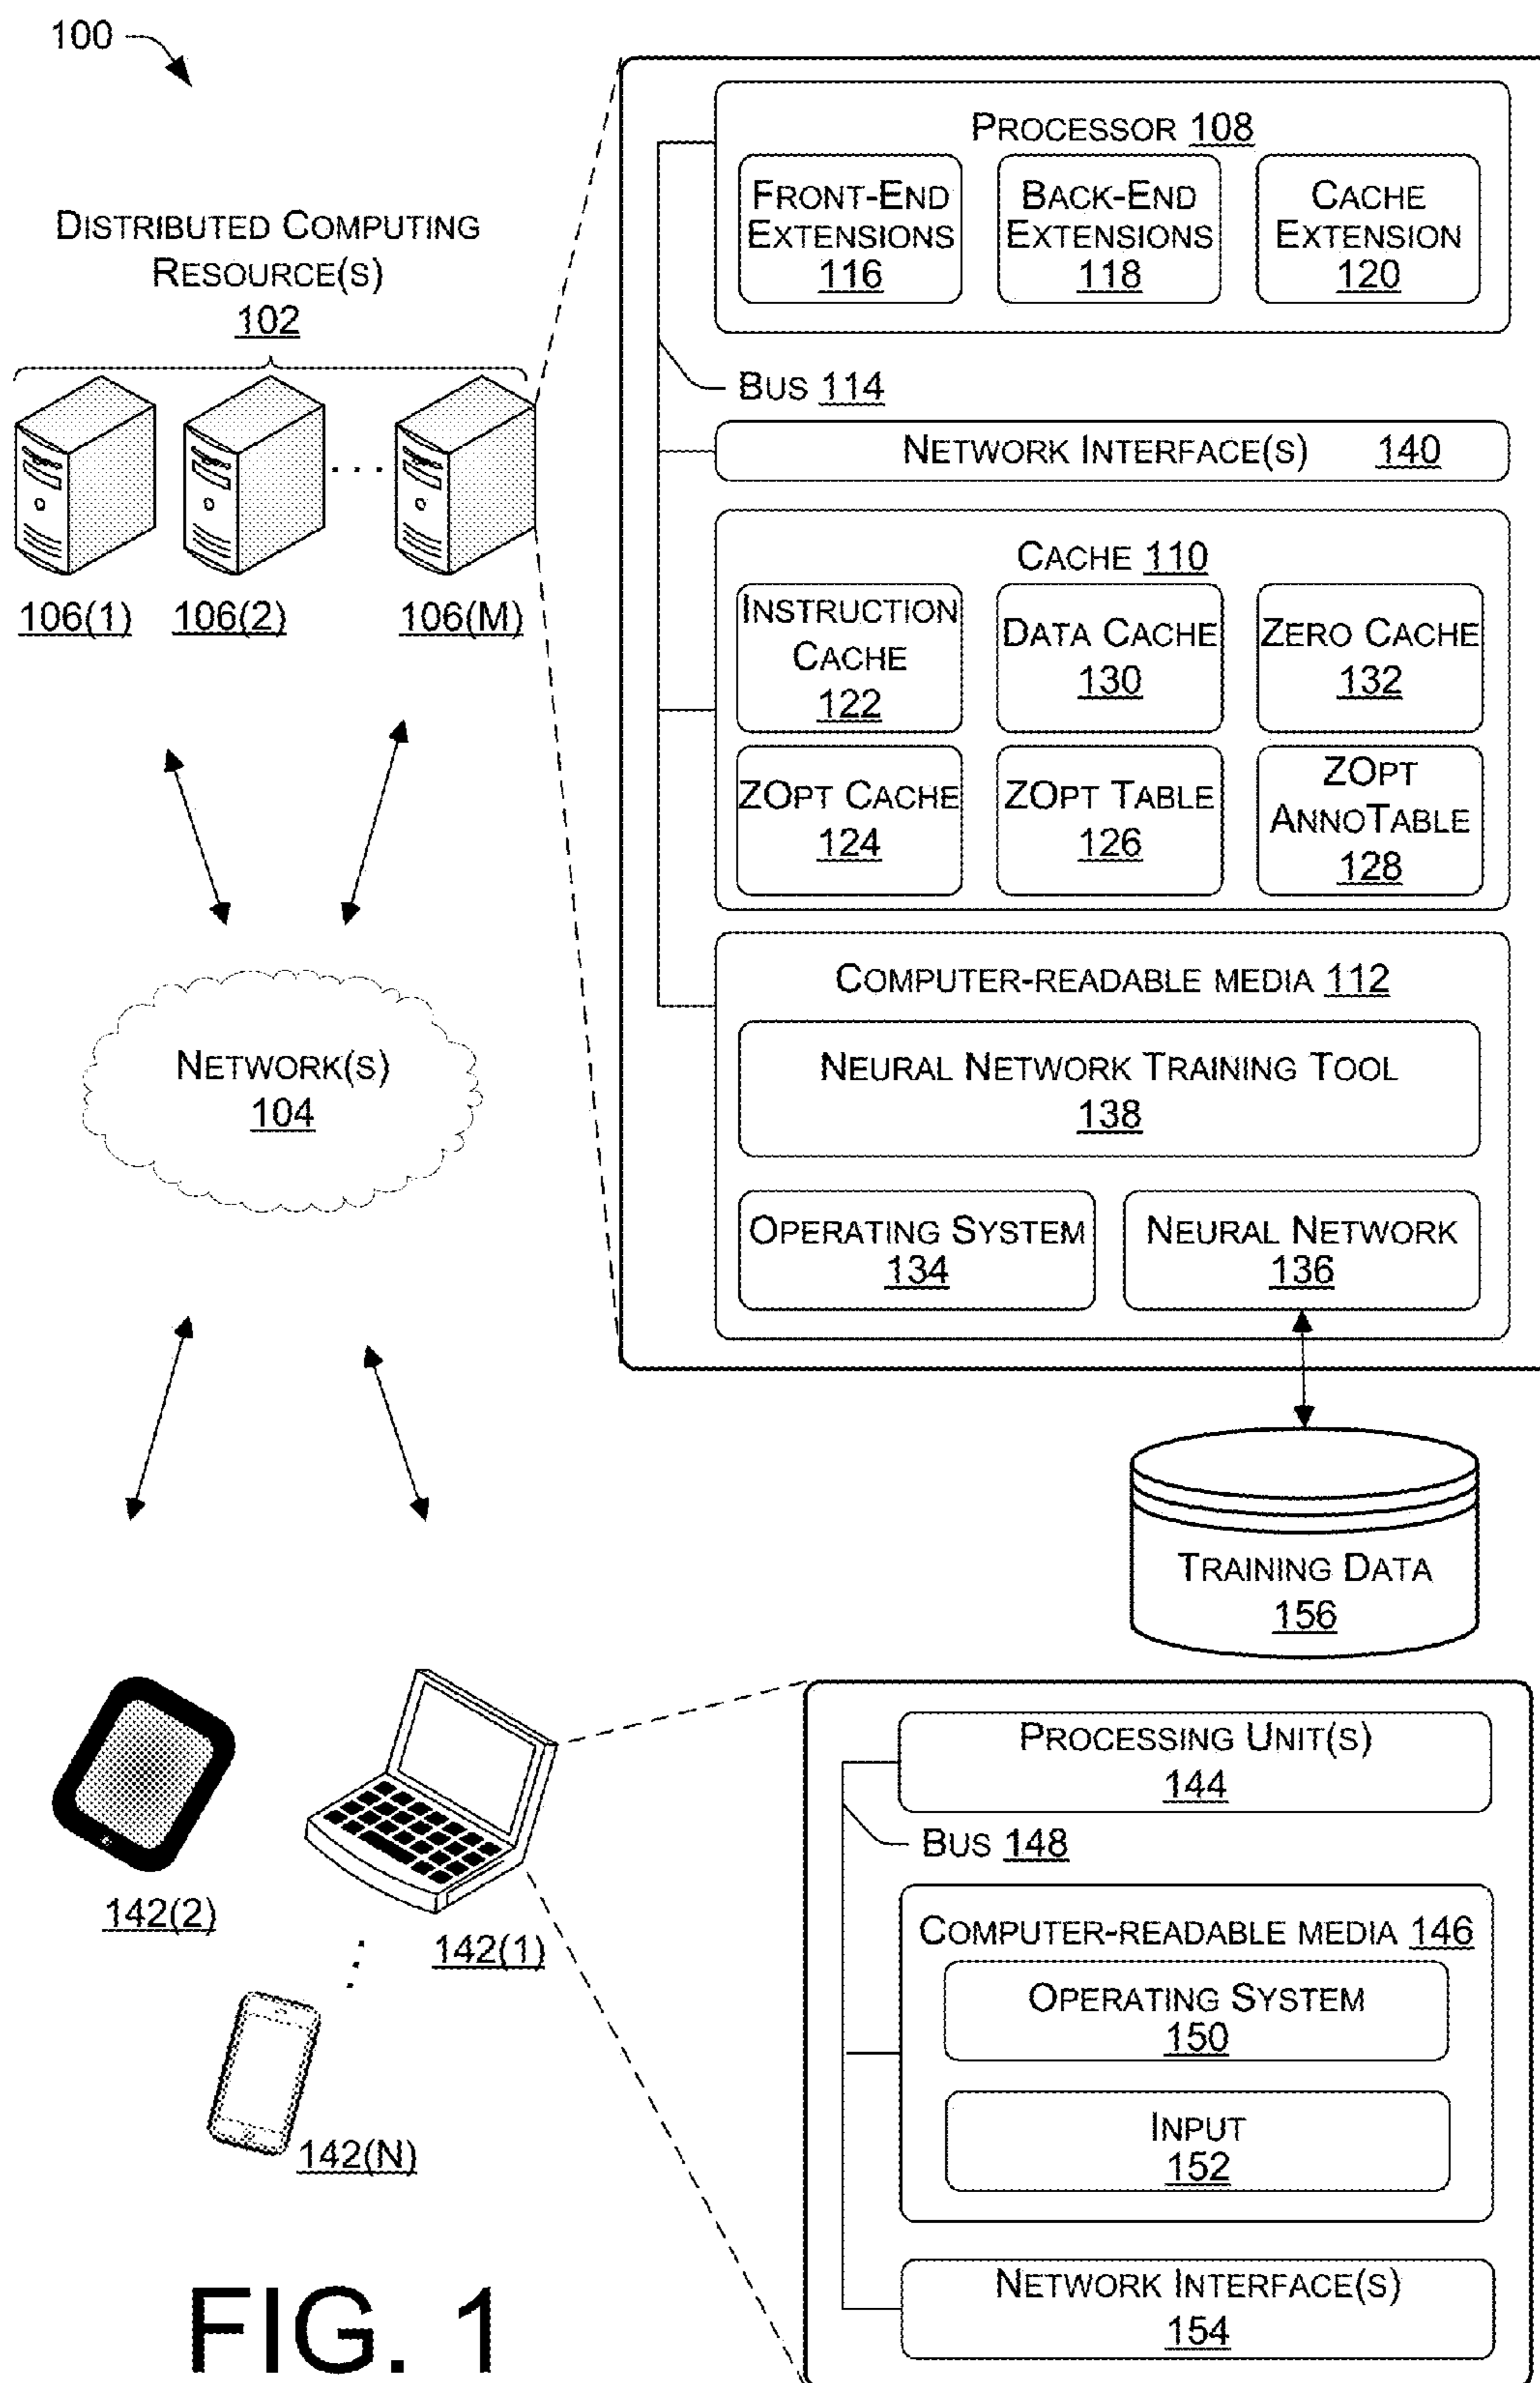 100
DISTRIBUTED COMPUTING
RESOURCE(S)
102
106(1)
106(2)
. . .
106(M)
PROCESSOR 108
FRONT-END
EXTENSIONS
116
BACK-END
EXTENSIONS
118
CACHE
EXTENSION
120
BUS 114
NETWORK INTERFACE(S) 140
CACHE 110
INSTRUCTION
CACHE
122
DATA CACHE
130
ZERO CACHE
132
ZOPT CACHE
124
ZOPT TABLE
126
ZOPT
ANNOTABLE
128
NETWORK(S)
104
COMPUTER-READABLE MEDIA 112
NEURAL NETWORK TRAINING TOOL
138
OPERATING SYSTEM
134
NEURAL NETWORK
136
TRAINING DATA
156
142(2)
142(1)
. . .
142(N)
PROCESSING UNIT(S)
144
BUS 148
COMPUTER-READABLE MEDIA 146
OPERATING SYSTEM
150
INPUT
152
NETWORK INTERFACE(S)
154
FIG. 1